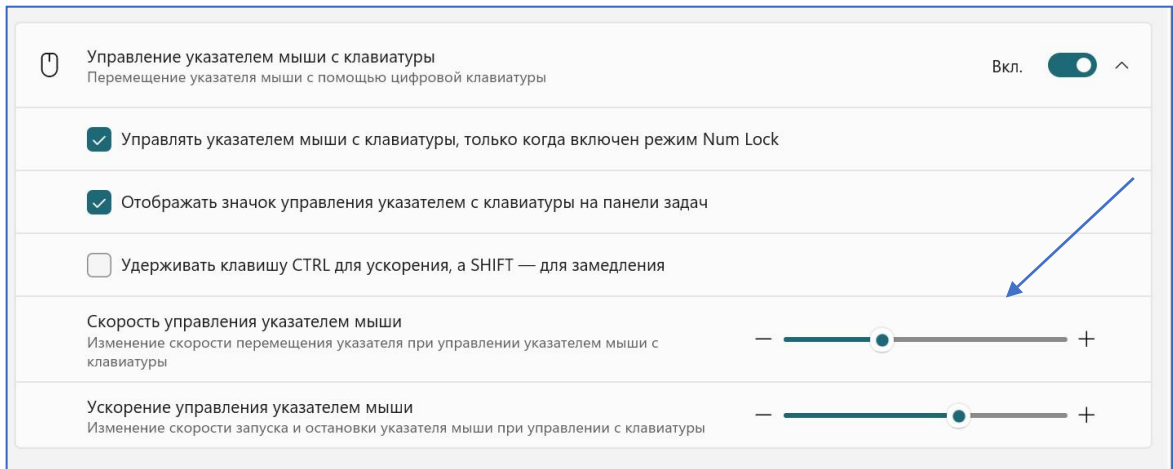 Управление указателем мыши с клавиатуры
Перемещение указателя мыши с помощью цифровой клавиатуры
Вкл.
Управлять указателем мыши с клавиатуры, только когда включен режим Num Lock
Отображать значок управления указателем с клавиатуры на панели задач
Удерживать клавишу CTRL для ускорения, а SHIFT — для замедления
Скорость управления указателем мыши
Изменение скорости перемещения указателя при управлении указателем мыши с
клавиатуры
Ускорение управления указателем мыши
Изменение скорости запуска и остановки указателя мыши при управлении с клавиатуры